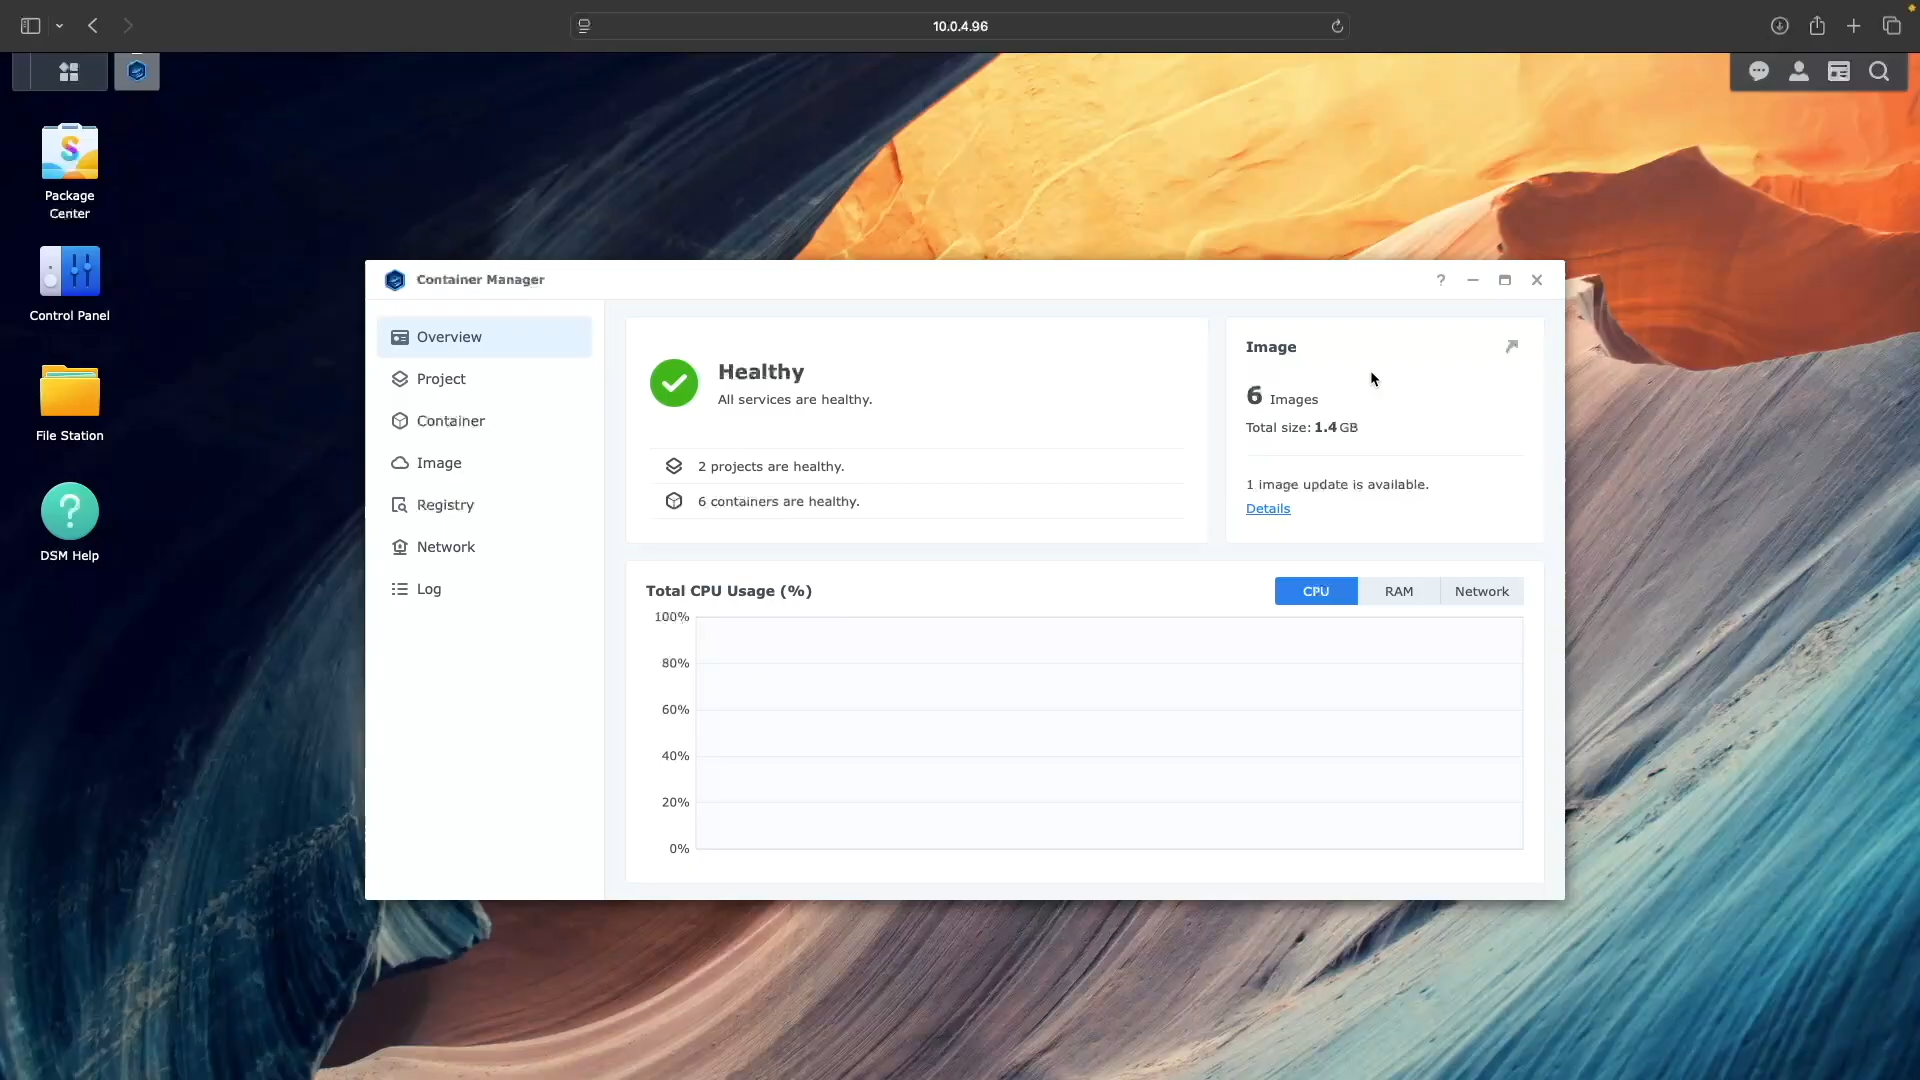 10.0.4.96
Package
Center
Control Panel
File Station
DSM Help
Container Manager
Overview
Project
Container
Image
Registry
Network
Log
Healthy
All services are healthy.
2 projects are healthy.
6 containers are healthy.
Image
6 Images
Total size: 1.4 GB
1 image update is available.
Details
Total CPU Usage (%)
CPU
RAM
Network
100%
80%
60%
40%
20%
0%